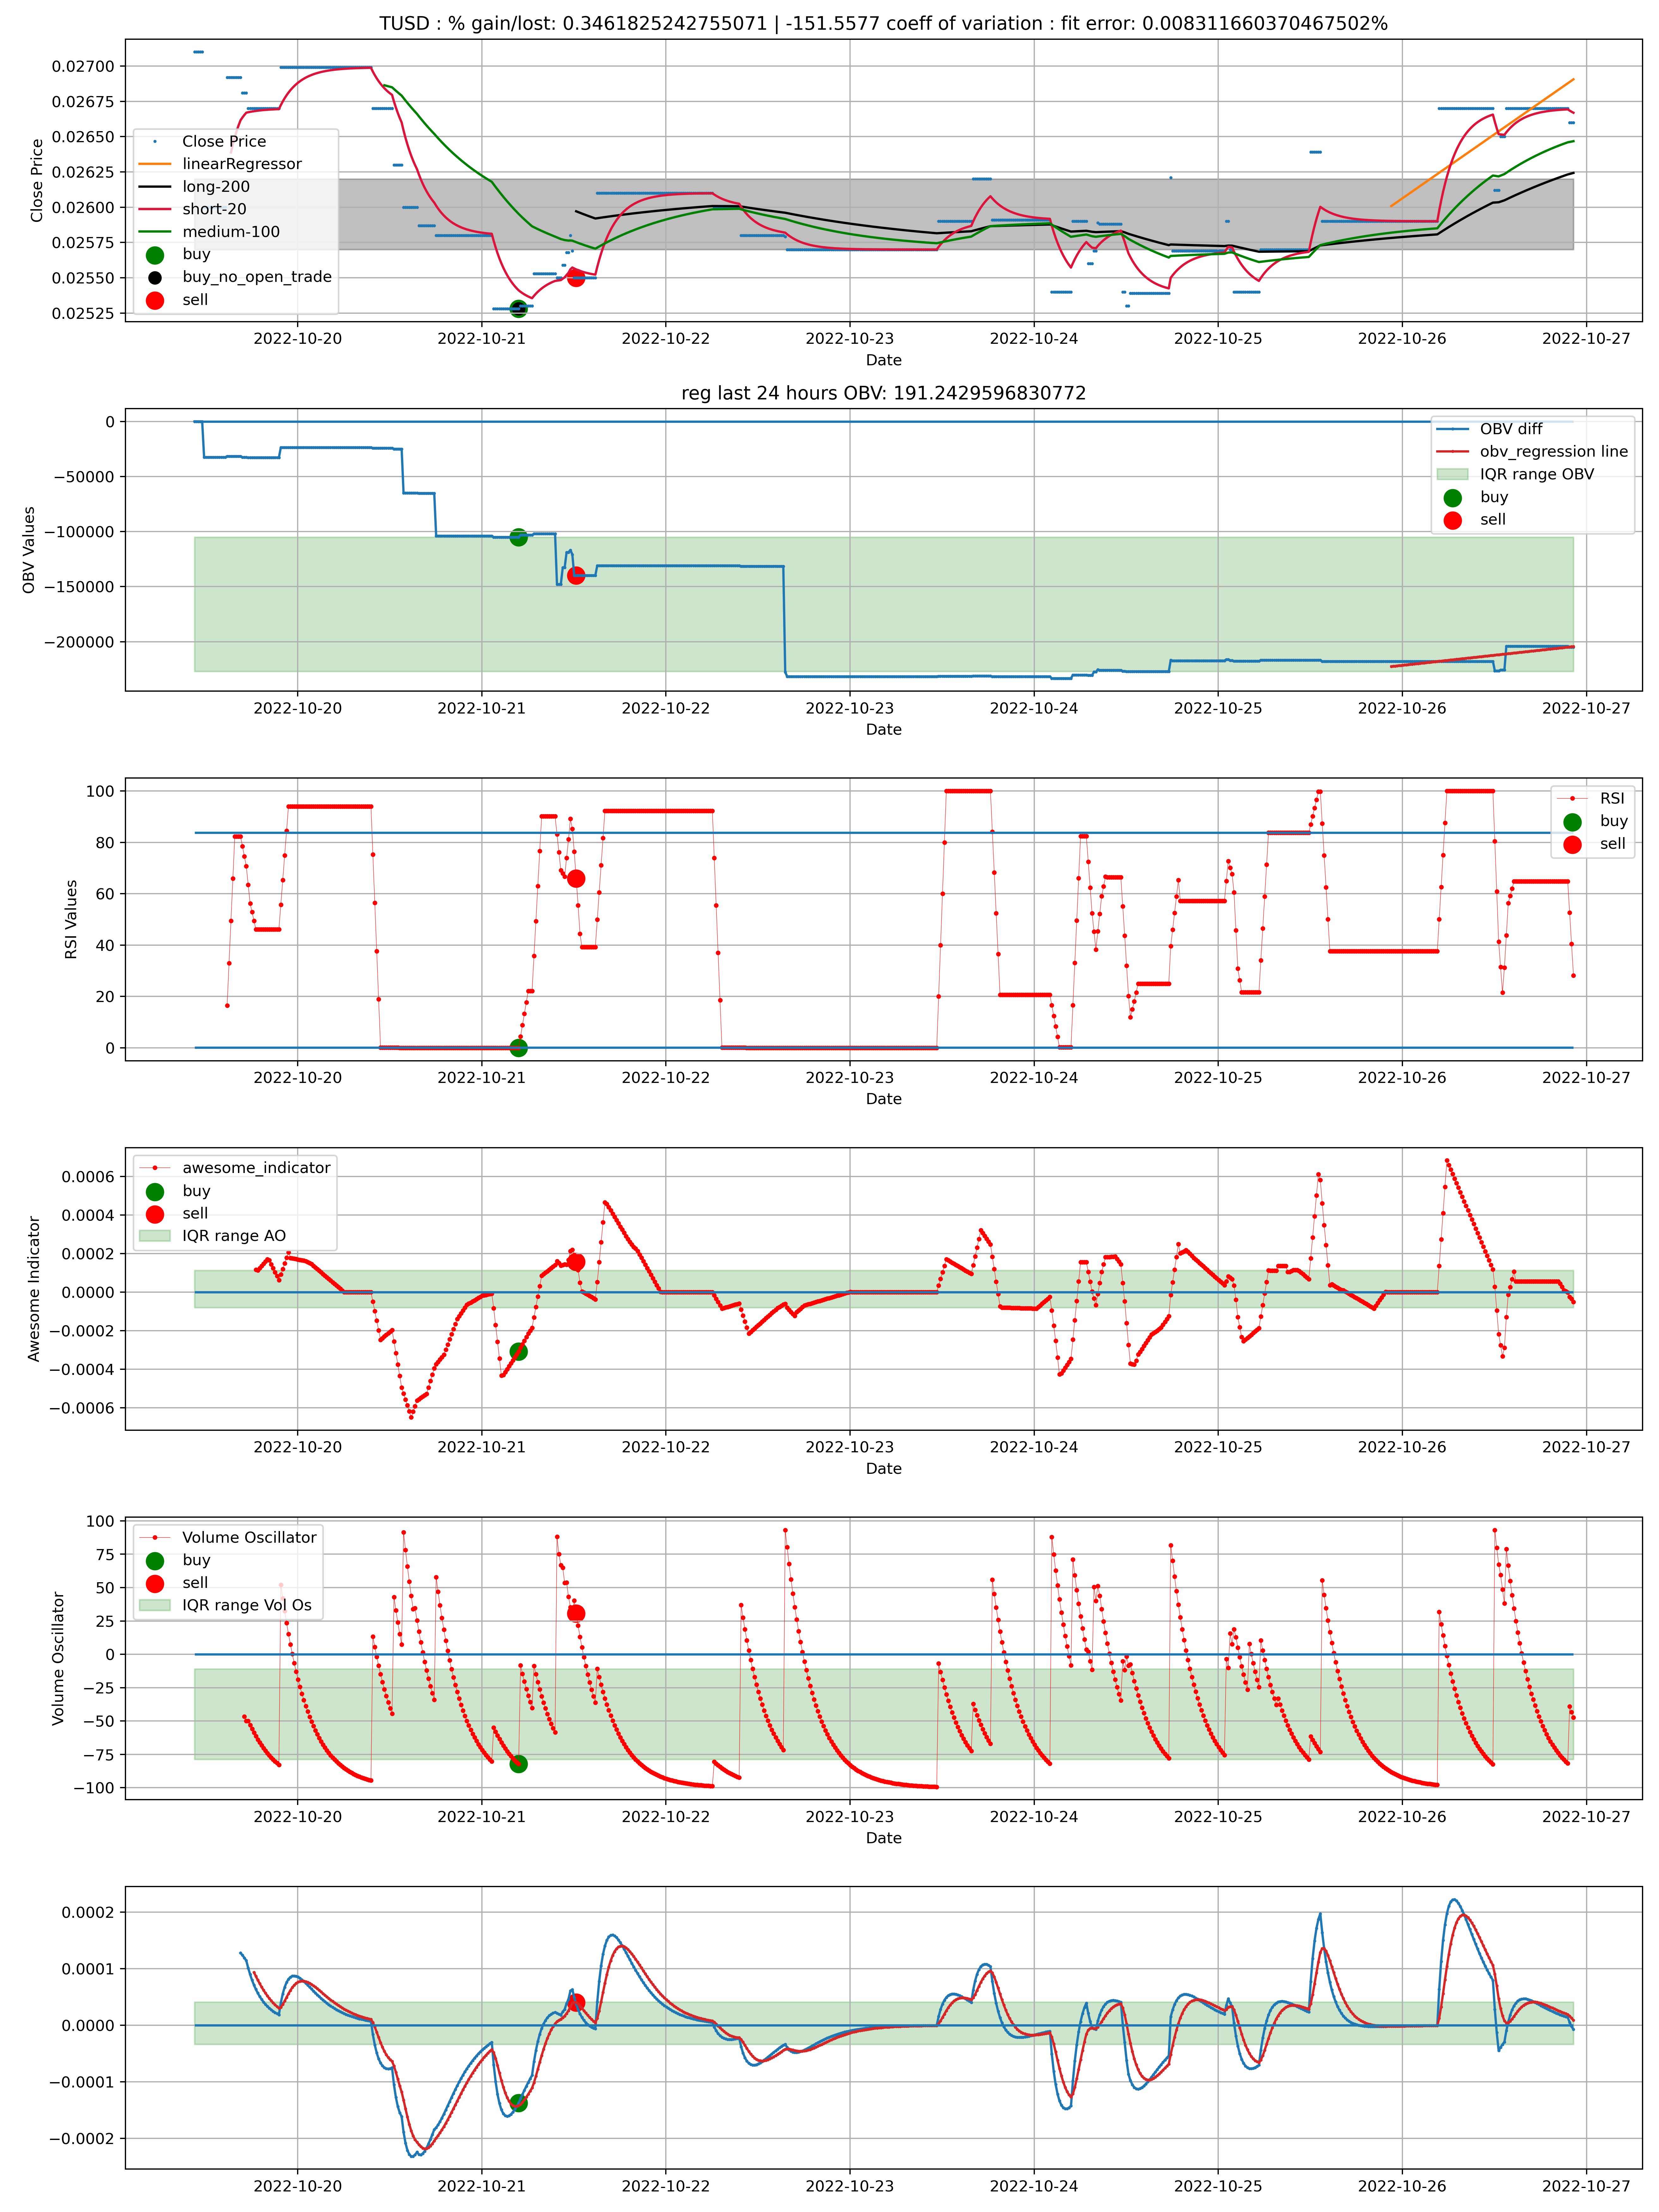 TUSD : % gain/lost: 0.3461825242755071 | -151.5577 coeff of variation : fit error: 0.008311660370467502%
Close Price
0.02700
0.02675
0.02650
0.02625
0.02600
0.02575
0.02550
0.02525
Close Price
linearRegressor
long-200
short-20
medium-100
buy
buy_no_open_trade
sell
2022-10-20
2022-10-21
2022-10-22
2022-10-23
2022-10-24
2022-10-25
2022-10-26
2022-10-27
Date
reg last 24 hours OBV: 191.2429596830772
OBV Values
0
−50000
−100000
−150000
−200000
OBV diff
obv_regression line
IQR range OBV
buy
sell
2022-10-20
2022-10-21
2022-10-22
2022-10-23
2022-10-24
2022-10-25
2022-10-26
2022-10-27
Date
RSI Values
100
80
60
40
20
0
RSI
buy
sell
2022-10-20
2022-10-21
2022-10-22
2022-10-23
2022-10-24
2022-10-25
2022-10-26
2022-10-27
Date
Awesome Indicator
0.0006
0.0004
0.0002
0.0000
−0.0002
−0.0004
−0.0006
awesome_indicator
buy
sell
IQR range AO
2022-10-20
2022-10-21
2022-10-22
2022-10-23
2022-10-24
2022-10-25
2022-10-26
2022-10-27
Date
Volume Oscillator
100
75
50
25
0
−25
−50
−75
−100
Volume Oscillator
buy
sell
IQR range Vol Os
2022-10-20
2022-10-21
2022-10-22
2022-10-23
2022-10-24
2022-10-25
2022-10-26
2022-10-27
Date
0.0002
0.0001
0.0000
−0.0001
−0.0002
2022-10-20
2022-10-21
2022-10-22
2022-10-23
2022-10-24
2022-10-25
2022-10-26
2022-10-27